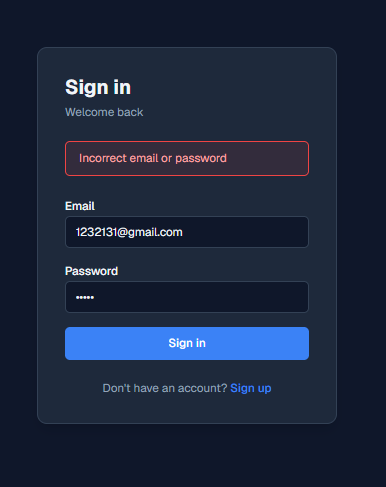 Sign in
Welcome back
Incorrect email or password
Email
1232131@gmail.com
Password
•••••
Sign in
Don't have an account? Sign up